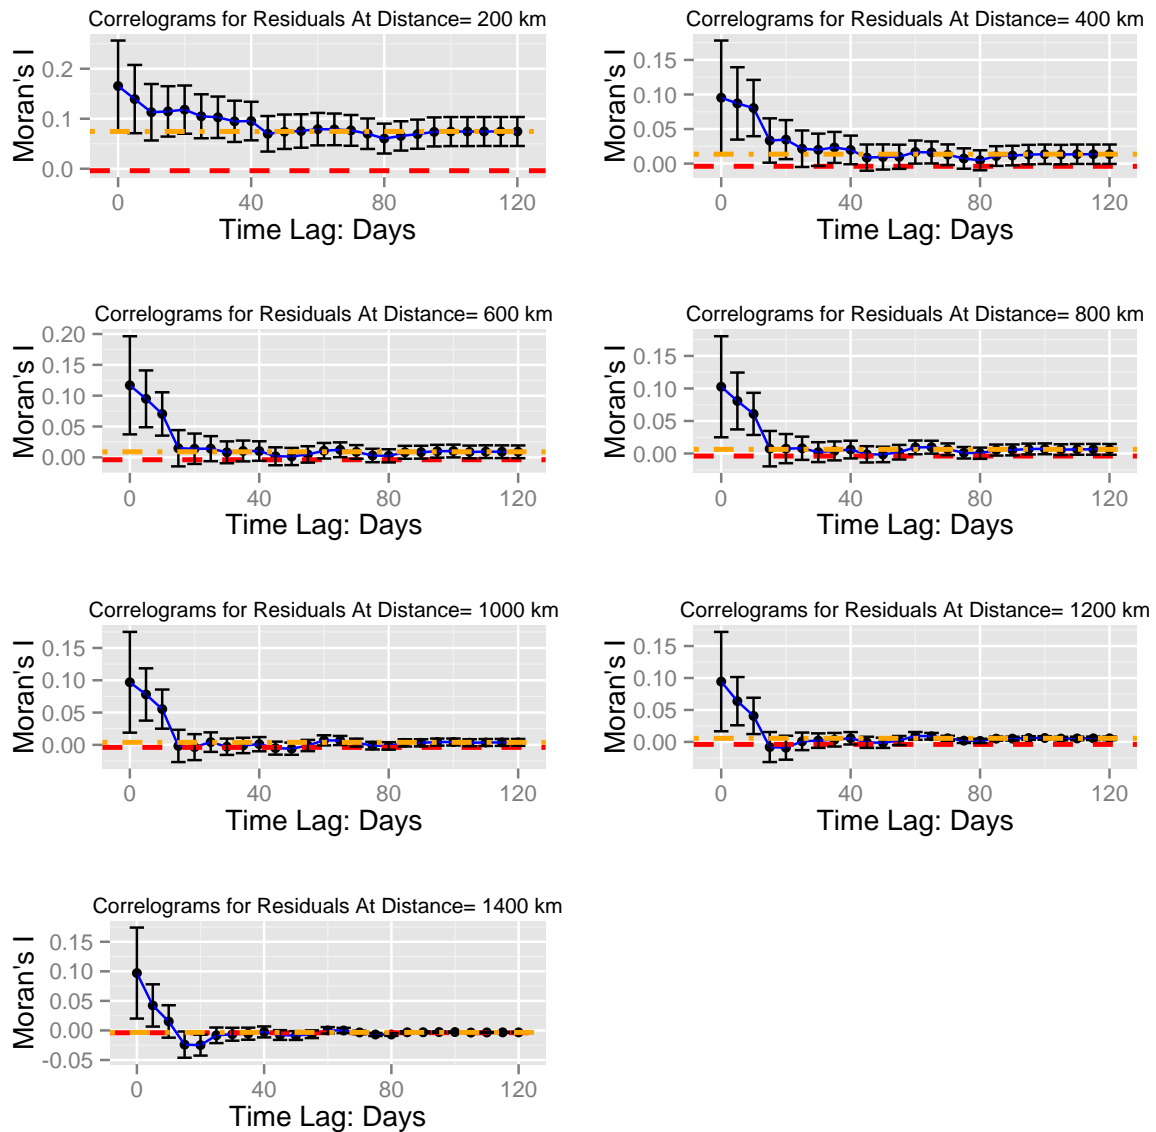 Correlograms for Residuals At Distance= 200 km
Moran's I
0.2
0.1
0.0
0 40 80 120
Time Lag: Days
Correlograms for Residuals At Distance= 400 km
Moran's I
0.15
0.10
0.05
0.00
0 40 80 120
Time Lag: Days
Correlograms for Residuals At Distance= 600 km
Moran's I
0.20
0.15
0.10
0.05
0.00
0 40 80 120
Time Lag: Days
Correlograms for Residuals At Distance= 800 km
Moran's I
0.15
0.10
0.05
0.00
0 40 80 120
Time Lag: Days
Correlograms for Residuals At Distance= 1000 km
Moran's I
0.15
0.10
0.05
0.00
0 40 80 120
Time Lag: Days
Correlograms for Residuals At Distance= 1200 km
Moran's I
0.15
0.10
0.05
0.00
0 40 80 120
Time Lag: Days
Correlograms for Residuals At Distance= 1400 km
Moran's I
0.15
0.10
0.05
0.00
-0.05
0 40 80 120
Time Lag: Days